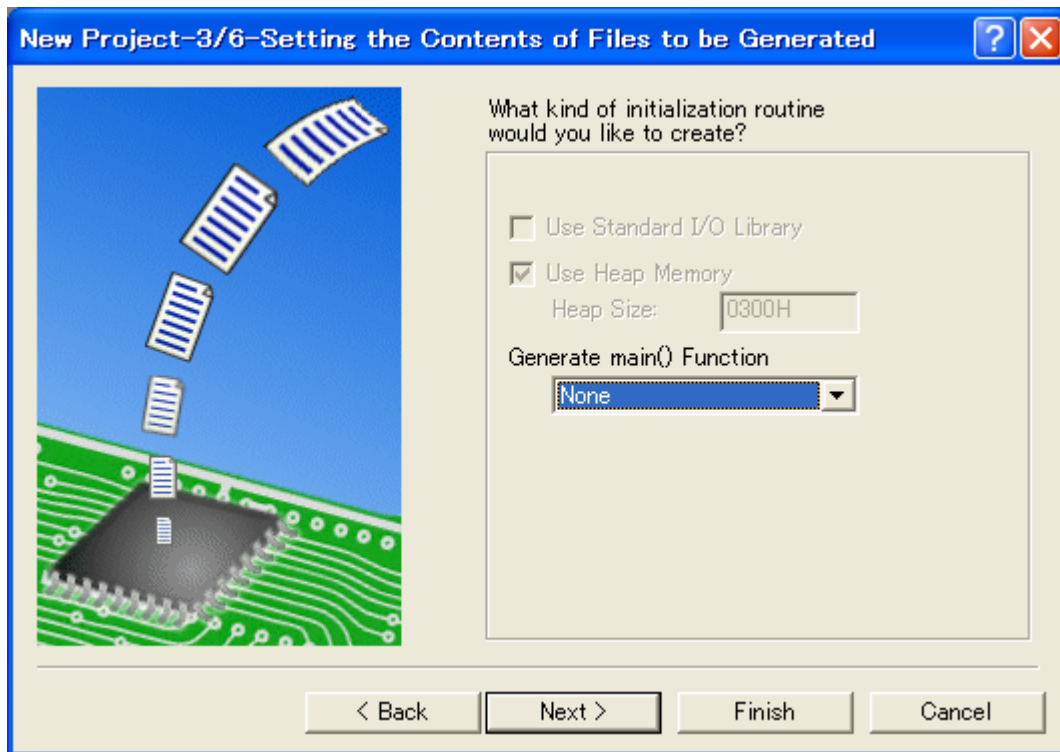 New Project-3/6-Setting the Contents of Files to be Generated
What kind of initialization routine
would you like to create?
Use Standard I/O Library
Use Heap Memory
Heap Size: 0300H
Generate main() Function
None
< Back Next > Finish Cancel